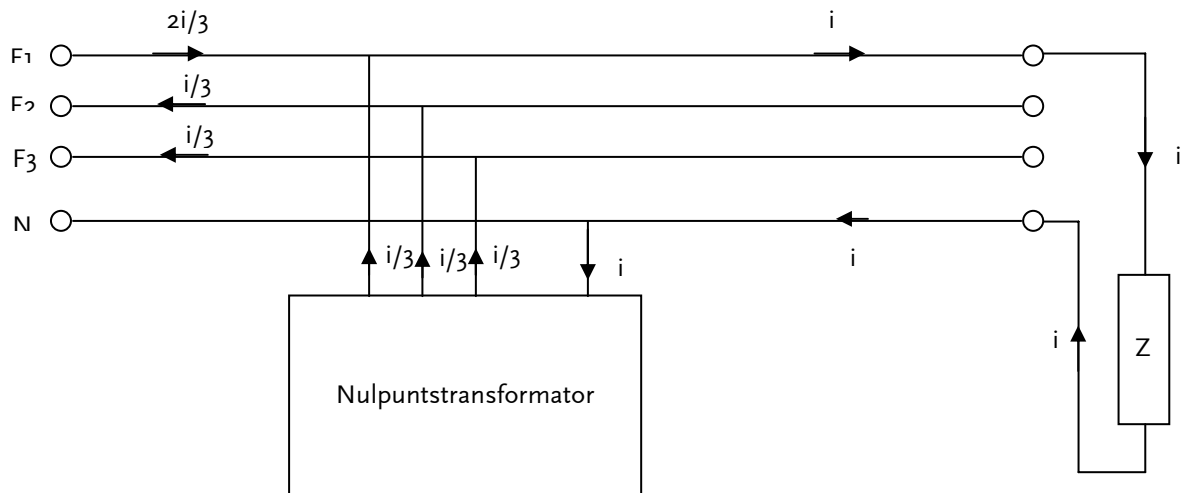 2i/3
i
F1
i/3
F2
i/3
F3
i
N
i/3
i/3
i/3
i
i
i
Z
Nulpuntstransformator